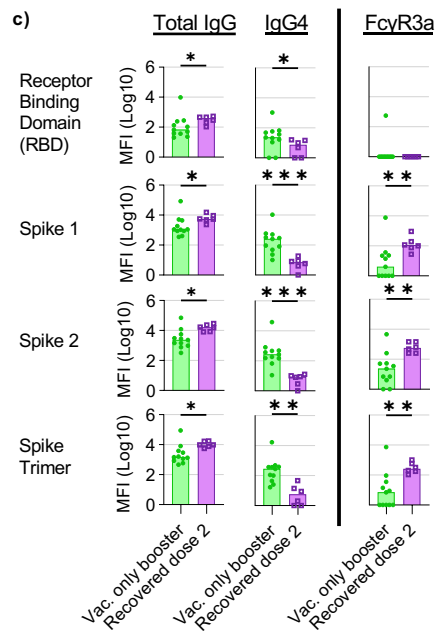 c)
Total IgG IgG4 FcγR3a
Receptor
Binding
Domain
(RBD)
MFI (Log10)
6
4
2
0
* *
Spike 1
MFI (Log10)
6
4
2
0
* *** **
Spike 2
MFI (Log10)
6
4
2
0
* *** **
Spike
Trimer
MFI (Log10)
6
4
2
0
* ** **
Vac. only booster
Recovered dose 2
Vac. only booster
Recovered dose 2
Vac. only booster
Recovered dose 2